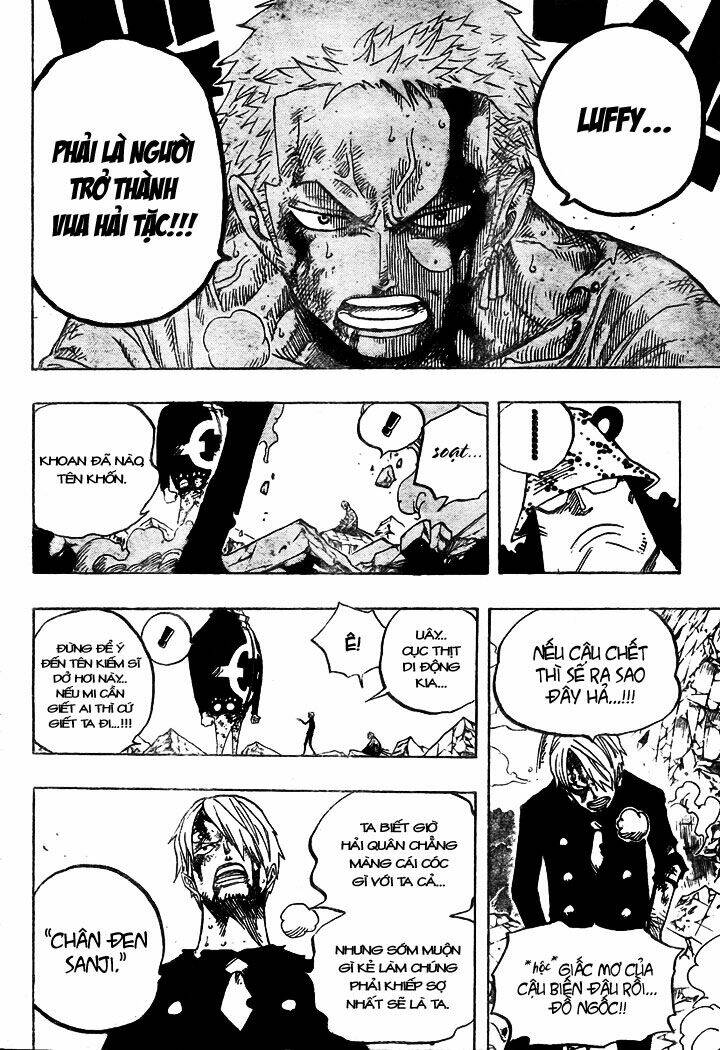 LUFFY...
PHẢI LÀ NGƯỜI
TRỞ THÀNH
VUA HẢI TẶC!!!
!
soạt...
KHOAN ĐÃ NÀO,
TÊN KHỐN.
NẾU CẬU CHẾT
THÌ SẼ RA SAO
ĐÂY HẢ...!!!
*hộc* GIẤC MƠ CỦA
CẬU BIẾN ĐÂU RỒI...
ĐỒ NGỐC!!
UÂY...
CỤC THỊT
DI ĐỘNG
KIA...
Ê!
!
ĐỪNG ĐỂ Ý
ĐẾN TÊN KIẾM SĨ
DỞ HƠI NÀY...
NẾU MI CẦN
GIẾT AI THÌ CỨ
GIẾT TA ĐI...!!!
TA BIẾT GIỜ
HẢI QUÂN CHẲNG
MÀNG CÁI CÓC
GÌ VỚI TA CẢ...
NHƯNG SỚM MUỘN
GÌ KẺ LÀM CHÚNG
PHẢI KHIẾP SỢ
NHẤT SẼ LÀ TA.
"CHÂN ĐEN
SANJI."